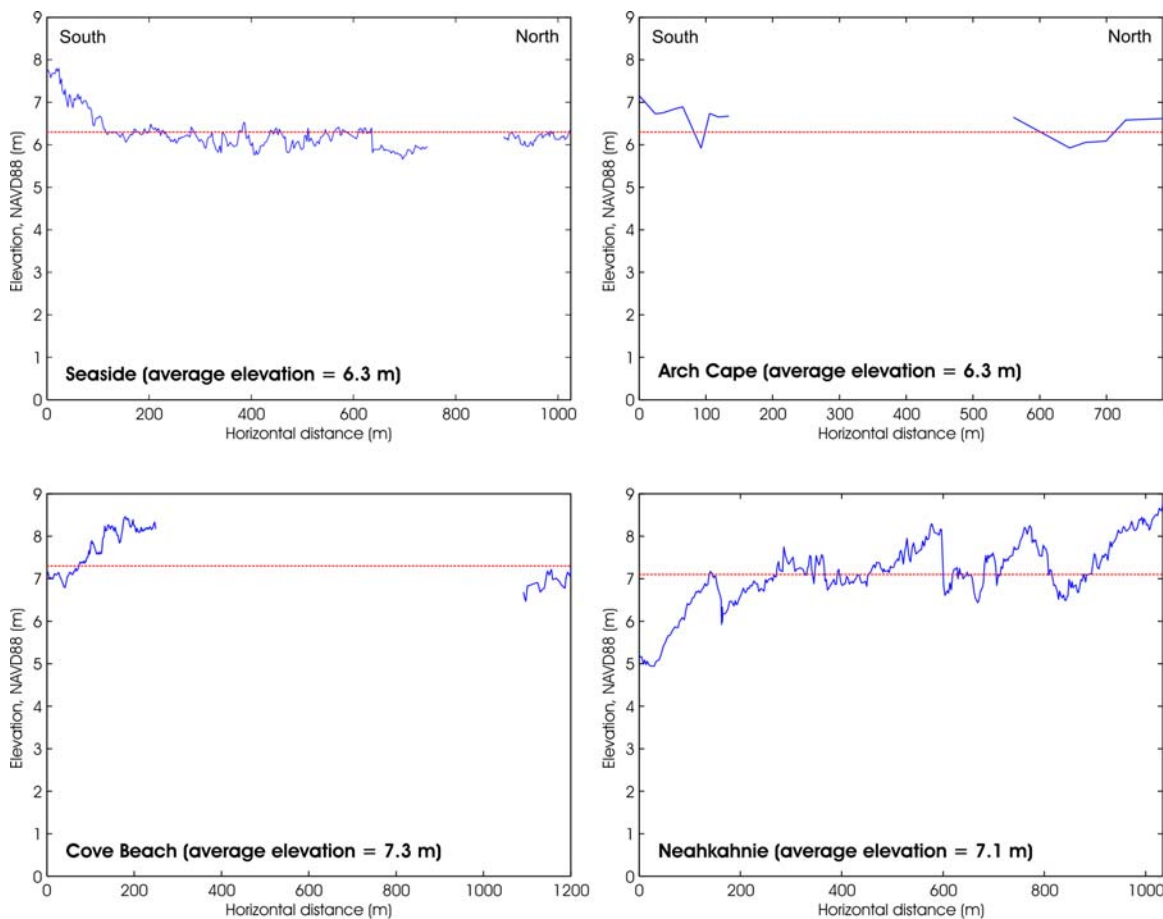 9
8
7
6
5
4
3
2
1
0
Elevation, NAVD88 (m)
South
North
Seaside (average elevation = 6.3 m)
0 200 400 600 800 1000
Horizontal distance (m)
9
8
7
6
5
4
3
2
1
0
Elevation, NAVD88 (m)
South
North
Arch Cape (average elevation = 6.3 m)
0 100 200 300 400 500 600 700
Horizontal distance (m)
9
8
7
6
5
4
3
2
1
0
Elevation, NAVD88 (m)
Cove Beach (average elevation = 7.3 m)
0 200 400 600 800 1000 1200
Horizontal distance (m)
9
8
7
6
5
4
3
2
1
0
Elevation, NAVD88 (m)
Neahkahnie (average elevation = 7.1 m)
0 200 400 600 800 1000
Horizontal distance (m)